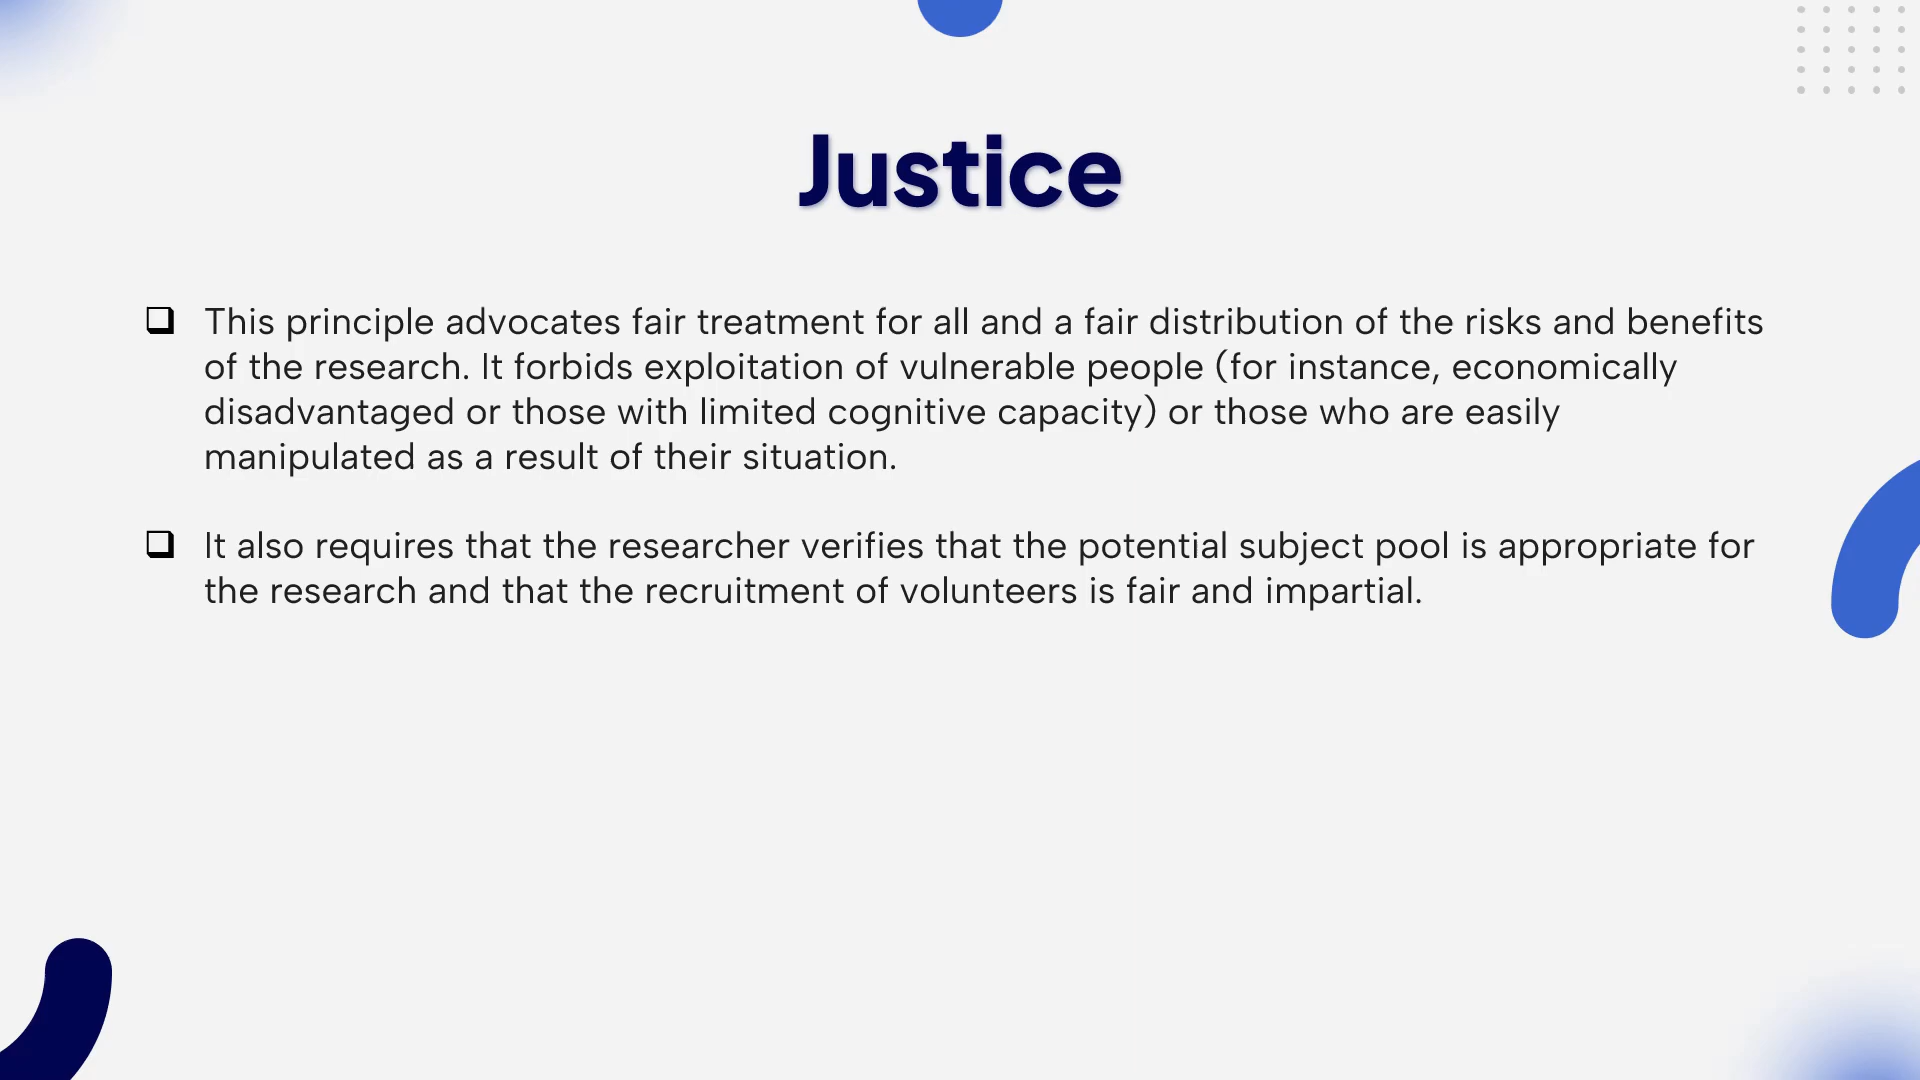 Justice
❑ This principle advocates fair treatment for all and a fair distribution of the risks and benefits
of the research. It forbids exploitation of vulnerable people (for instance, economically
disadvantaged or those with limited cognitive capacity) or those who are easily
manipulated as a result of their situation.
❑ It also requires that the researcher verifies that the potential subject pool is appropriate for
the research and that the recruitment of volunteers is fair and impartial.